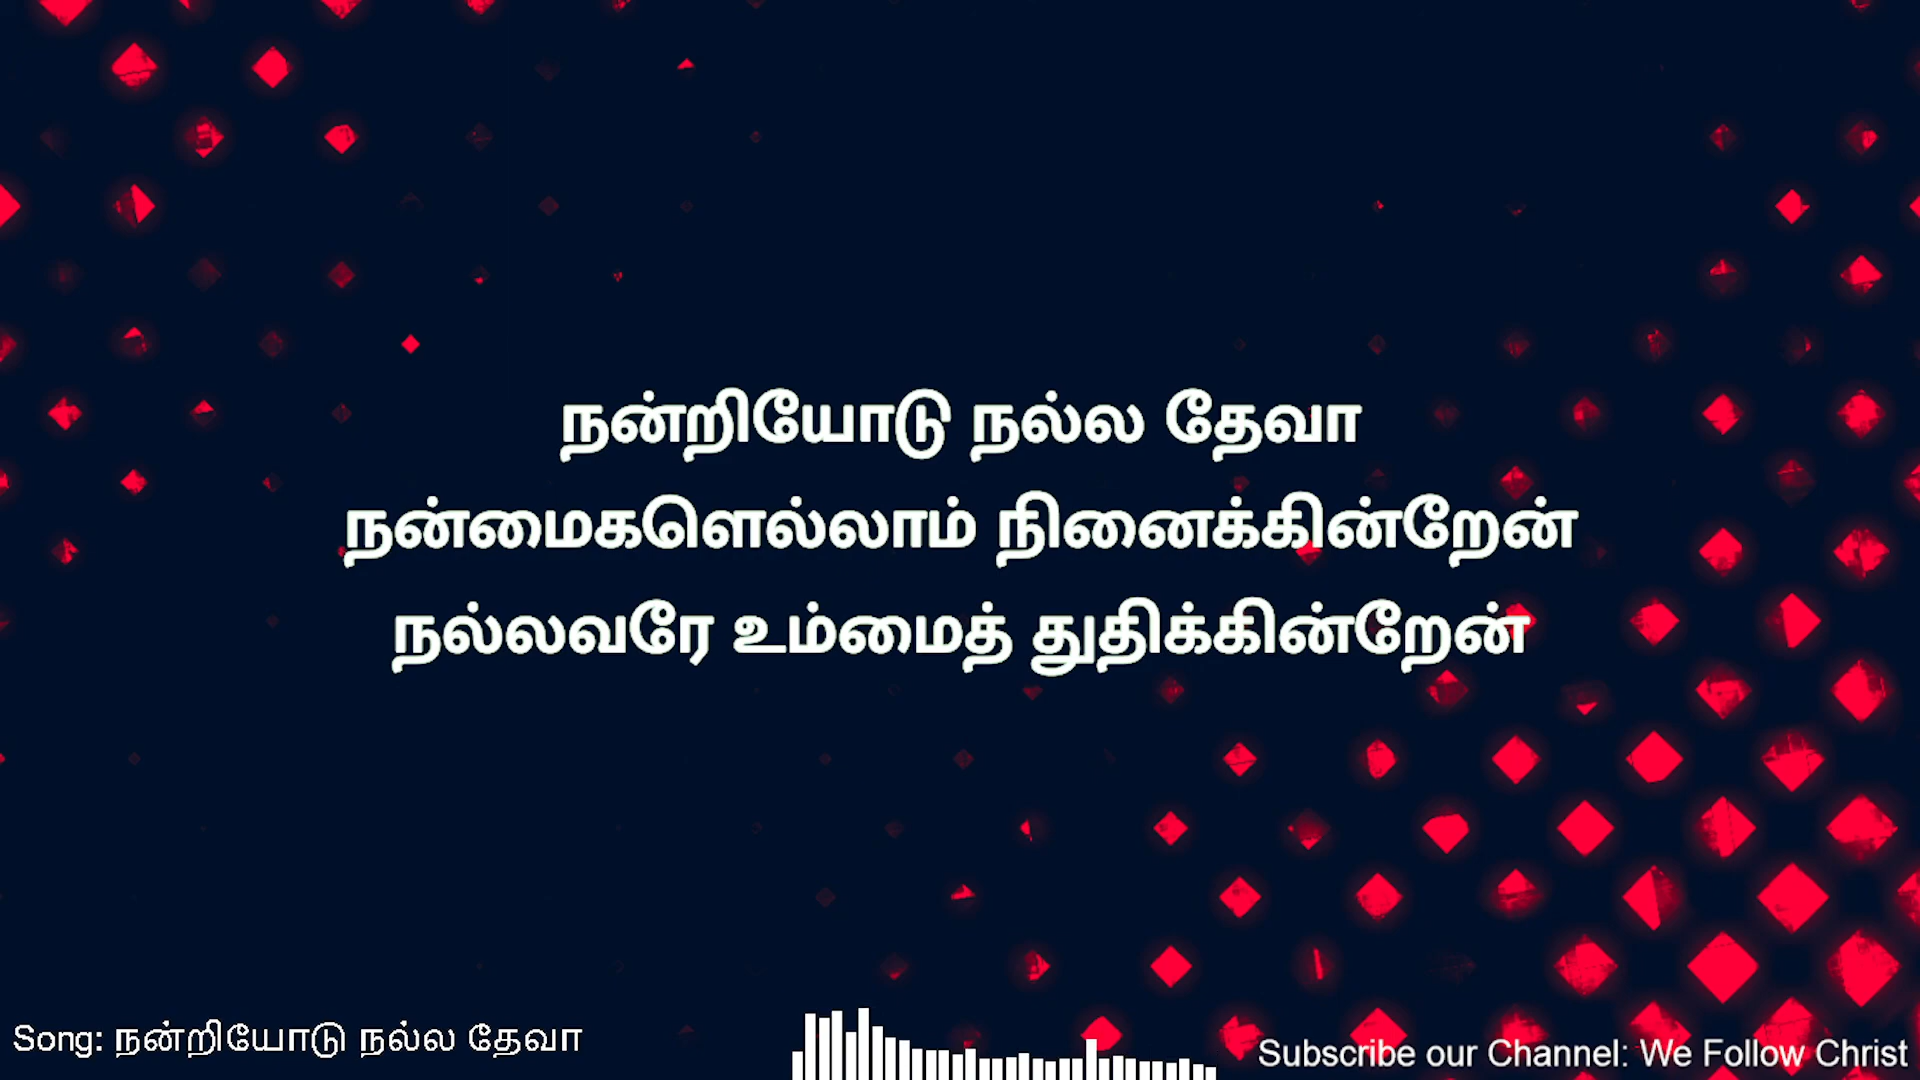 நன்றியோடு நல்ல தேவா
நன்மைகளெல்லாம் நினைக்கின்றேன்
நல்லவரே உம்மைத் துதிக்கின்றேன்
Song: நன்றியோடு நல்ல தேவா
Subscribe our Channel: We Follow Christ